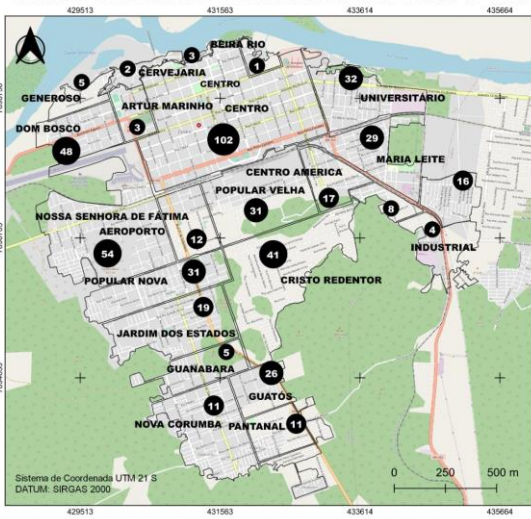 429513 431563 433614 435664
BEIRA RIO
3
2
1
CERVEJARIA
5
CENTRO
32
GENEROSO
ARTUR MARINHO
CENTRO
UNIVERSITÁRIO
DOM BOSCO
3
48
102
29
MARIA LEITE
CENTRO AMERICA
16
POPULAR VELHA
17
NOSSA SENHORA DE FÁTIMA
31
8
AEROPORTO
12
4
INDUSTRIAL
54
41
POPULAR NOVA
31
CRISTO REDENTOR
19
JARDIM DOS ESTADOS
5
GUANABARA
26
GUATÓS
11
NOVA CORUMBA
PANTANAL
11
Sistema de Coordenada UTM 21 S
DATUM: SIRGAS 2000
0 250 500 m
429513 431563 433614 435664